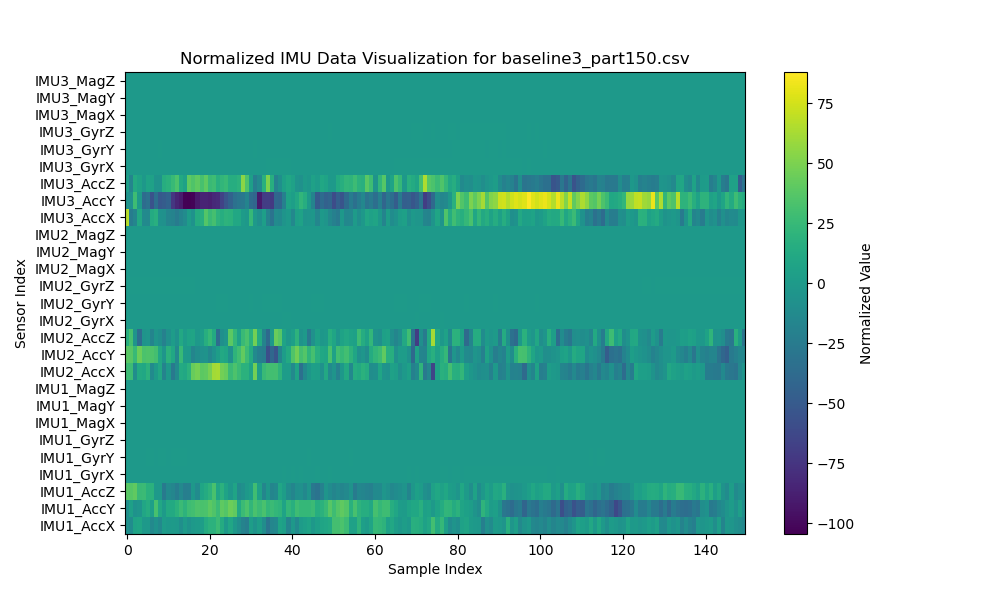 Normalized IMU Data Visualization for baseline3_part150.csv
IMU3_MagZ
IMU3_MagY
IMU3_MagX
IMU3_GyrZ
IMU3_GyrY
IMU3_GyrX
IMU3_AccZ
IMU3_AccY
IMU3_AccX
IMU2_MagZ
IMU2_MagY
IMU2_MagX
IMU2_GyrZ
IMU2_GyrY
IMU2_GyrX
IMU2_AccZ
IMU2_AccY
IMU2_AccX
IMU1_MagZ
IMU1_MagY
IMU1_MagX
IMU1_GyrZ
IMU1_GyrY
IMU1_GyrX
IMU1_AccZ
IMU1_AccY
IMU1_AccX
Sensor Index
0 20 40 60 80 100 120 140
Sample Index
75
50
25
0
−25
−50
−75
−100
Normalized Value